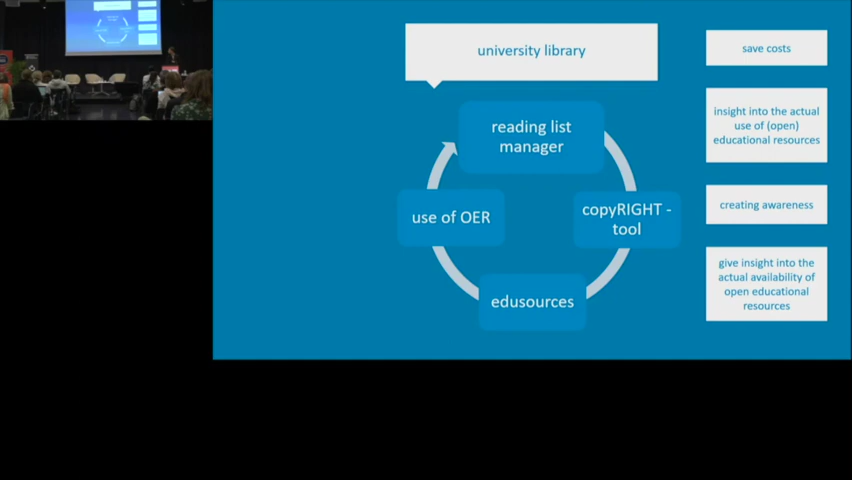 university library
reading list
manager
copyRIGHT -
tool
edusources
use of OER
save costs
insight into the actual
use of (open)
educational resources
creating awareness
give insight into the
actual availability of
open educational
resources